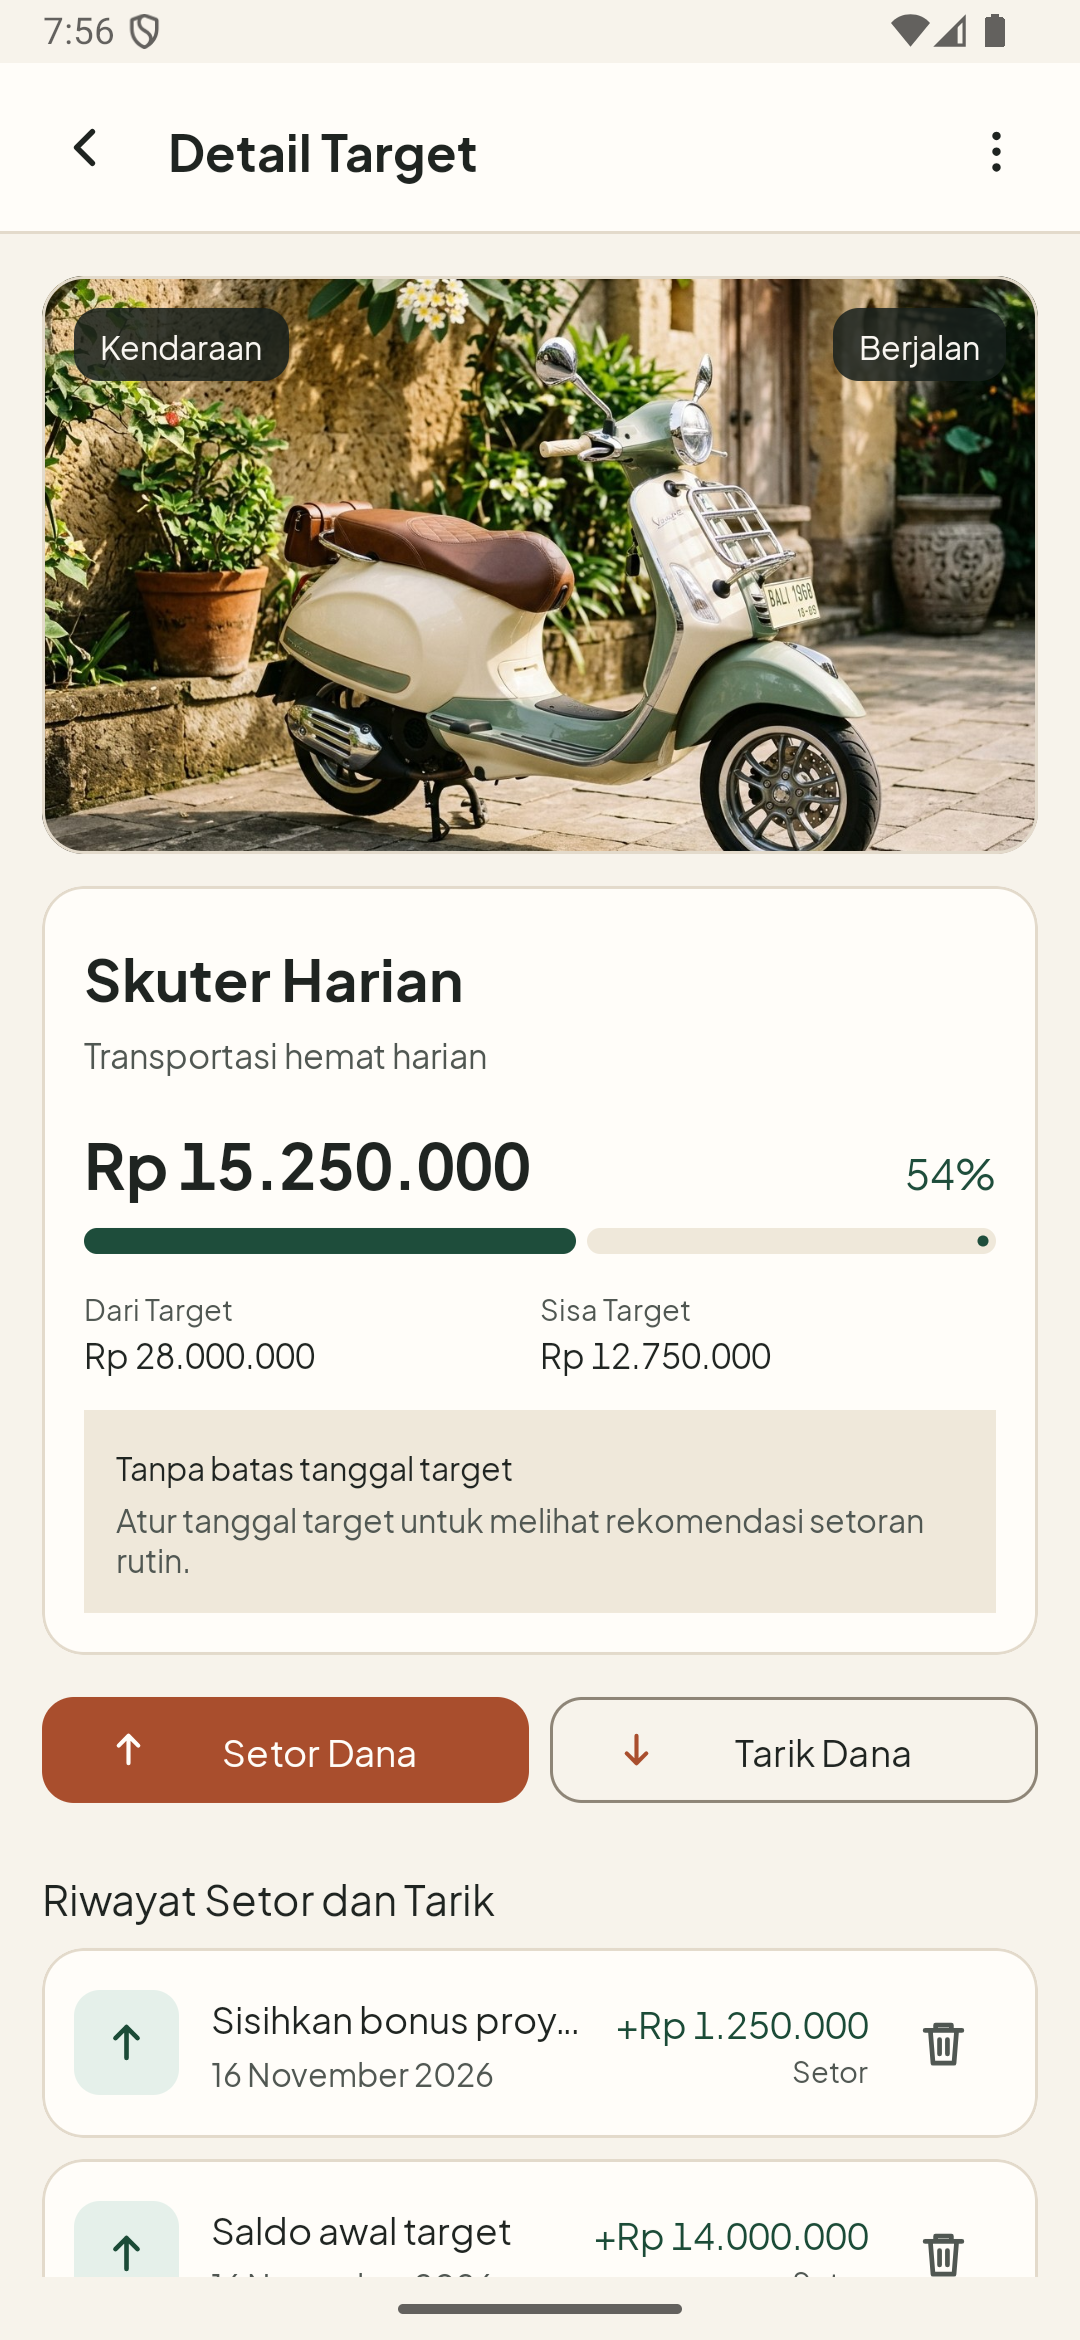 7:56
Detail Target
Kendaraan
Berjalan
Vespa
BALI 1968
Skuter Harian
Transportasi hemat harian
Rp 15.250.000
54%
Dari Target
Sisa Target
Rp 28.000.000
Rp 12.750.000
Tanpa batas tanggal target
Atur tanggal target untuk melihat rekomendasi setoran
rutin.
Setor Dana
Tarik Dana
Riwayat Setor dan Tarik
Sisihkan bonus proy...
+Rp 1.250.000
16 November 2026
Setor
Saldo awal target
+Rp 14.000.000